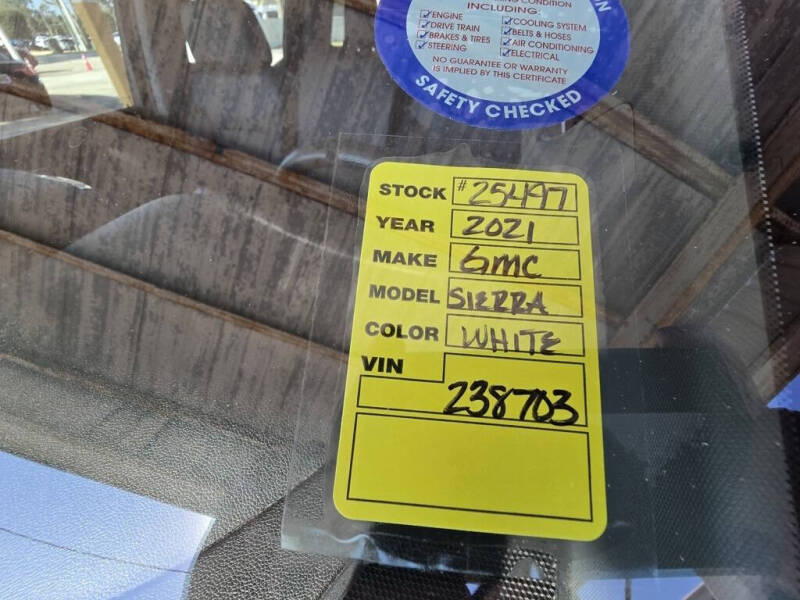 INCLUDING:
☑ENGINE ☑COOLING SYSTEM
☑DRIVE TRAIN ☑BELTS & HOSES
☑BRAKES & TIRES ☑AIR CONDITIONING
☑STEERING ☑ELECTRICAL
NO GUARANTEE OR WARRANTY
IS IMPLIED BY THIS CERTIFICATE
SAFETY CHECKED
STOCK #25497
YEAR 2021
MAKE GMC
MODEL SIERRA
COLOR WHITE
VIN
238703